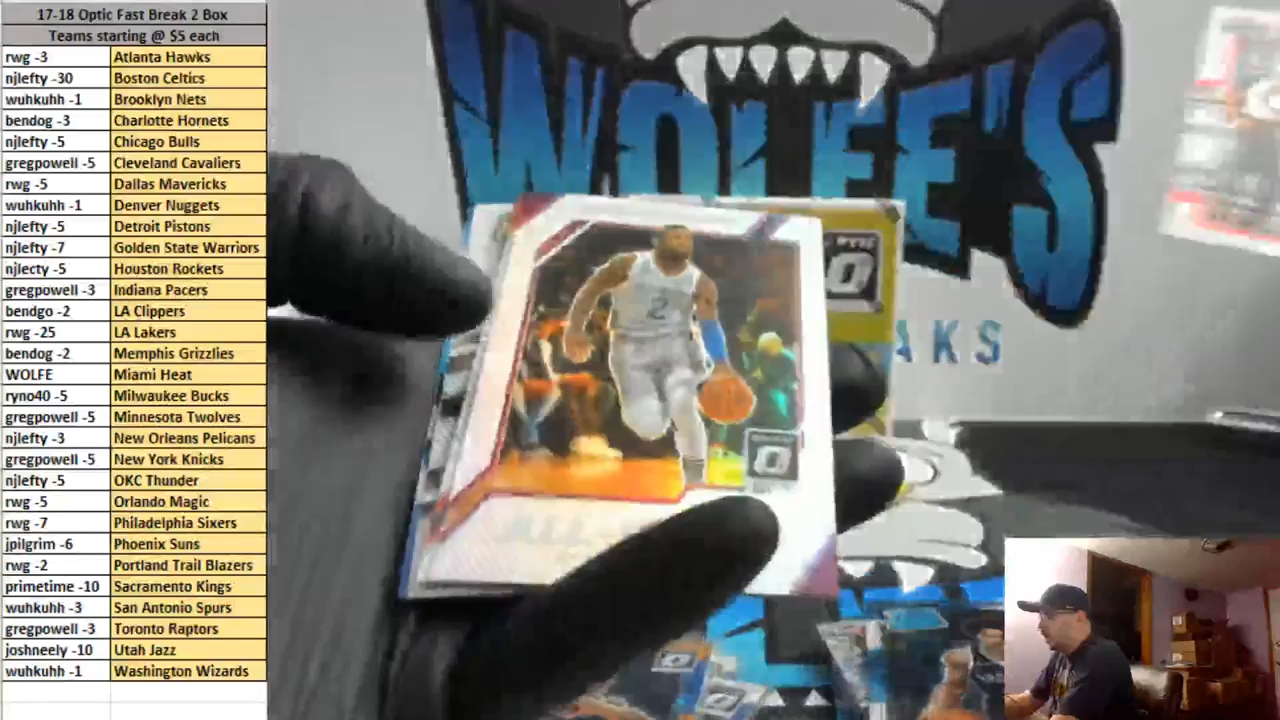 17-18 Optic Fast Break 2 Box
Teams starting @ $5 each
rwg -3 Atlanta Hawks
njlefty -30 Boston Celtics
wuhkuhh -1 Brooklyn Nets
bendog -3 Charlotte Hornets
njlefty -5 Chicago Bulls
gregpowell -5 Cleveland Cavaliers
rwg -5 Dallas Mavericks
wuhkuhh -1 Denver Nuggets
njlefty -5 Detroit Pistons
njlefty -7 Golden State Warriors
njlecty -5 Houston Rockets
gregpowell -3 Indiana Pacers
bendgo -2 LA Clippers
rwg -25 LA Lakers
bendog -2 Memphis Grizzlies
WOLFE Miami Heat
ryno40 -5 Milwaukee Bucks
gregpowell -5 Minnesota Twolves
njlefty -3 New Orleans Pelicans
gregpowell -5 New York Knicks
njlefty -5 OKC Thunder
rwg -5 Orlando Magic
rwg -7 Philadelphia Sixers
jpilgrim -6 Phoenix Suns
rwg -2 Portland Trail Blazers
primetime -10 Sacramento Kings
wuhkuhh -3 San Antonio Spurs
gregpowell -3 Toronto Raptors
joshneely -10 Utah Jazz
wuhkuhh -1 Washington Wizards
WOLFE'S
AKS
2